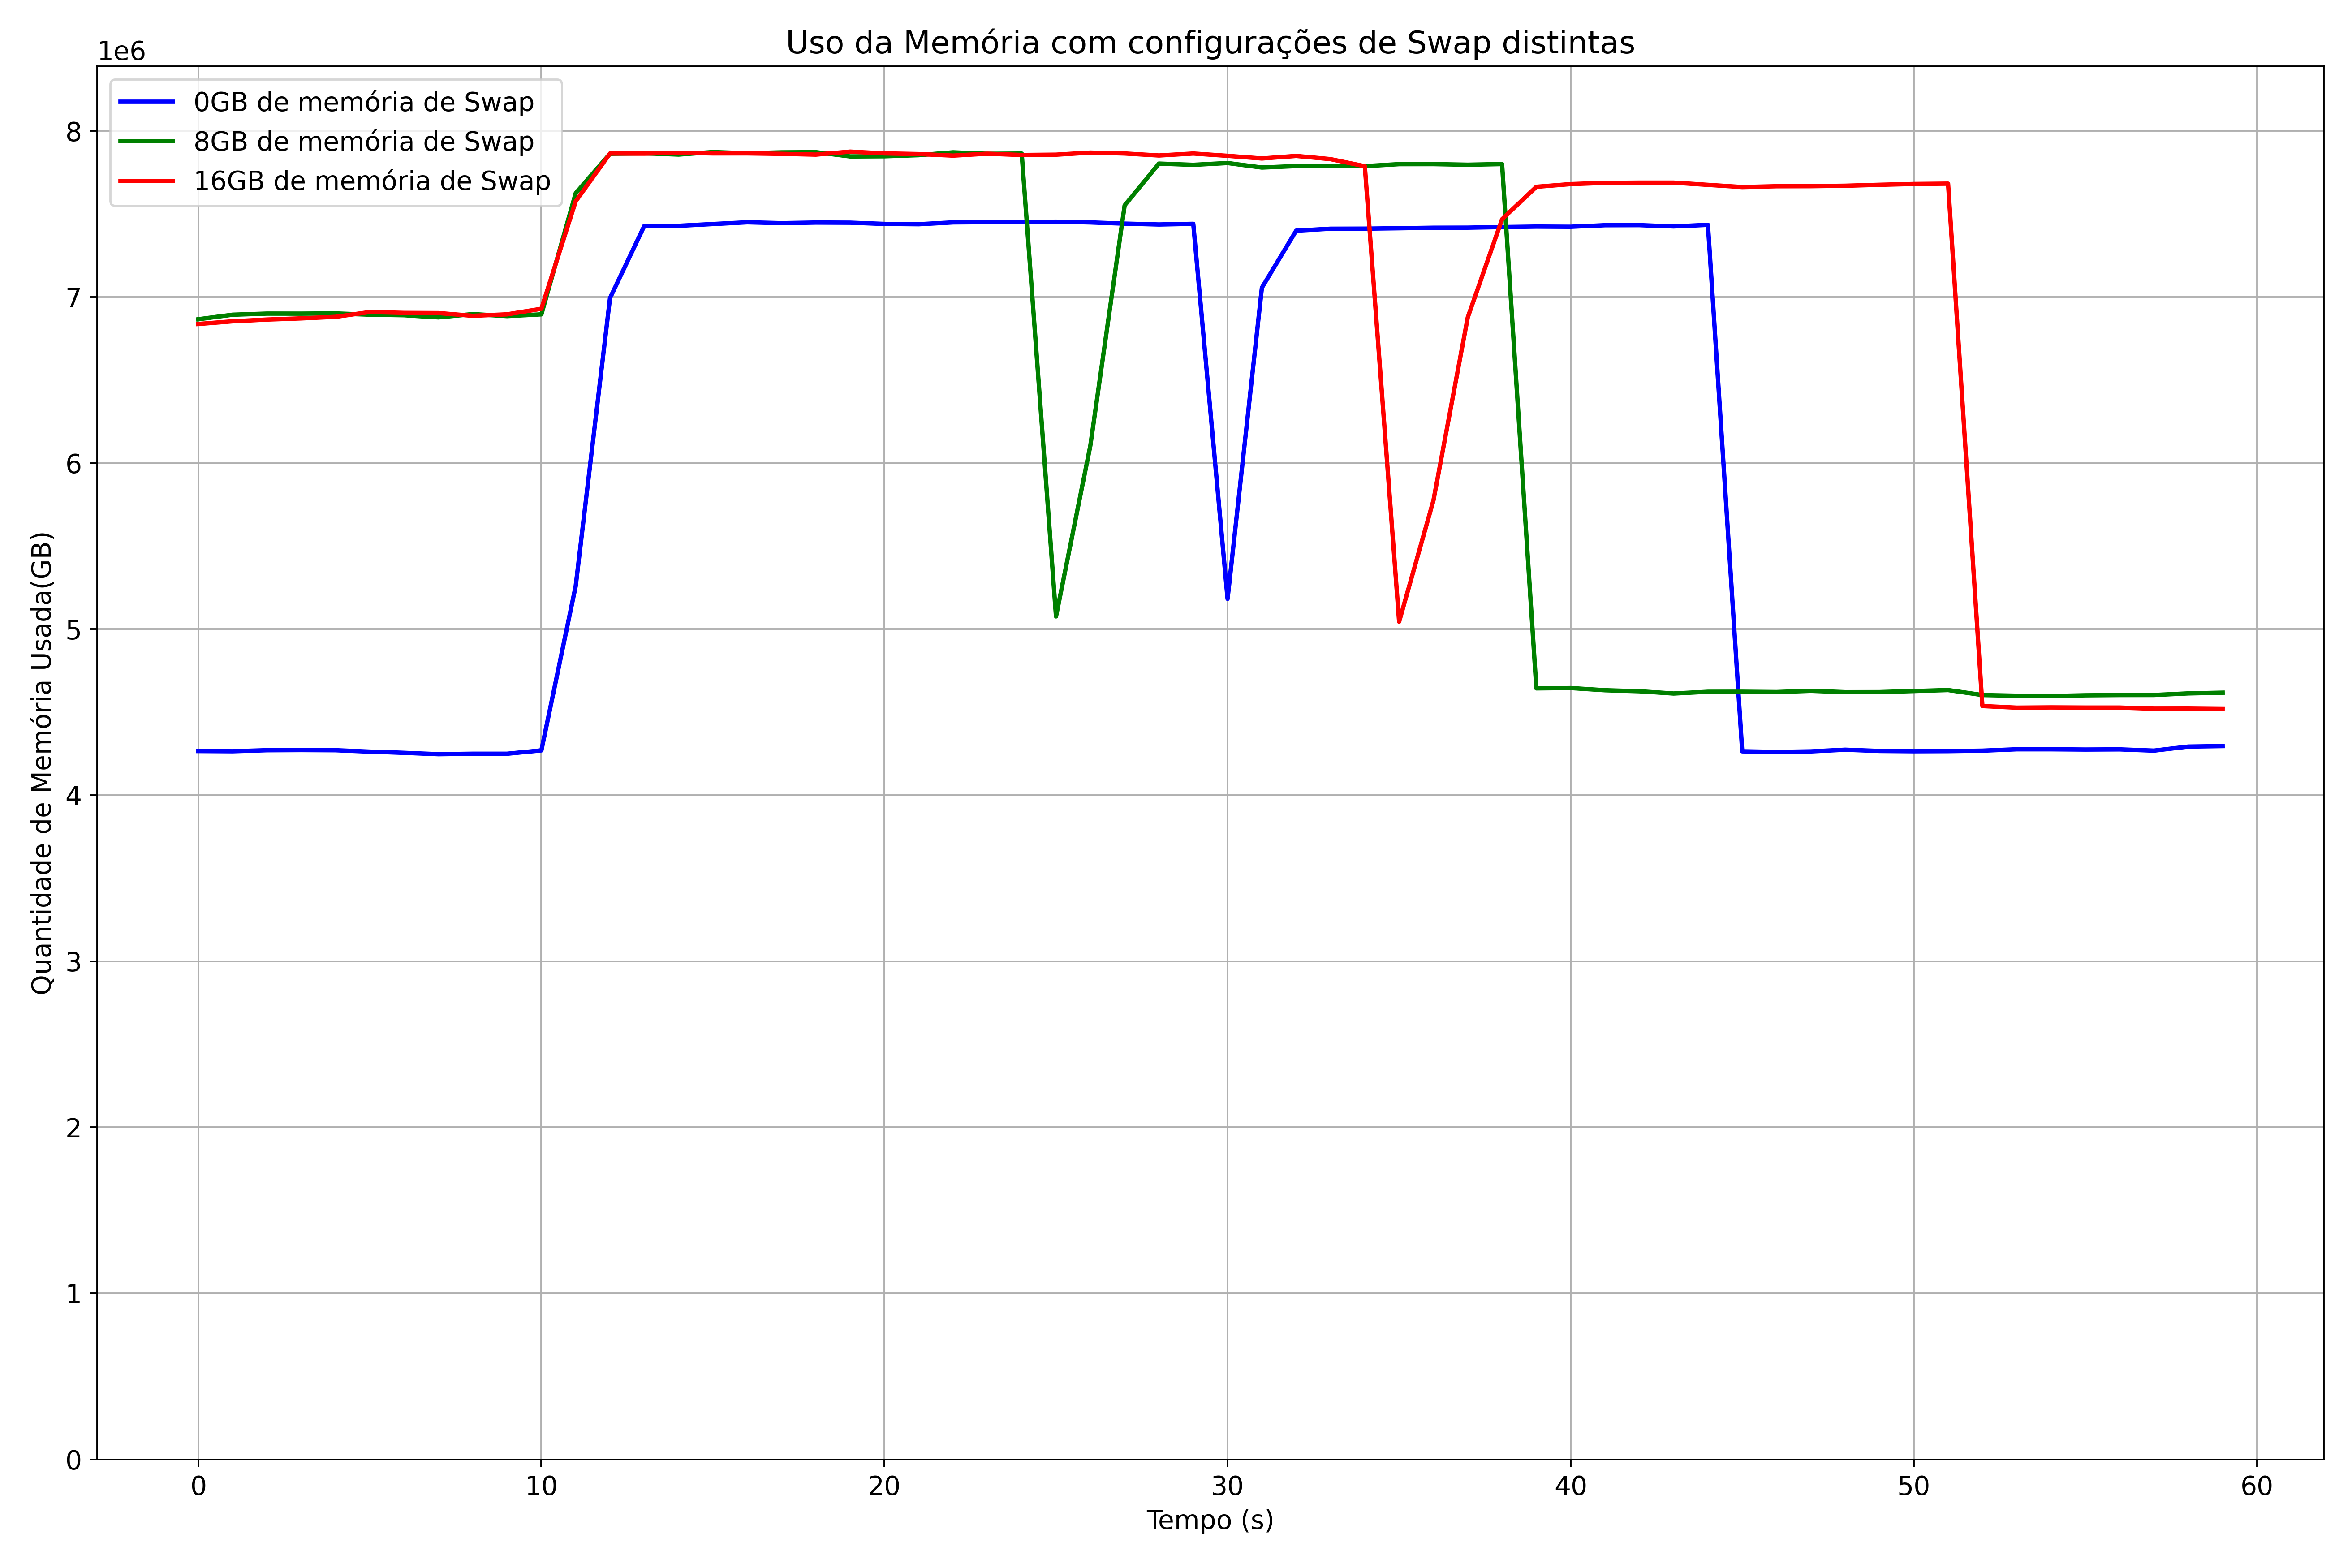 Uso da Memória com configurações de Swap distintas
1e6
0GB de memória de Swap
8GB de memória de Swap
16GB de memória de Swap
8
7
6
5
4
3
2
1
0
Quantidade de Memória Usada(GB)
0 10 20 30 40 50 60
Tempo (s)